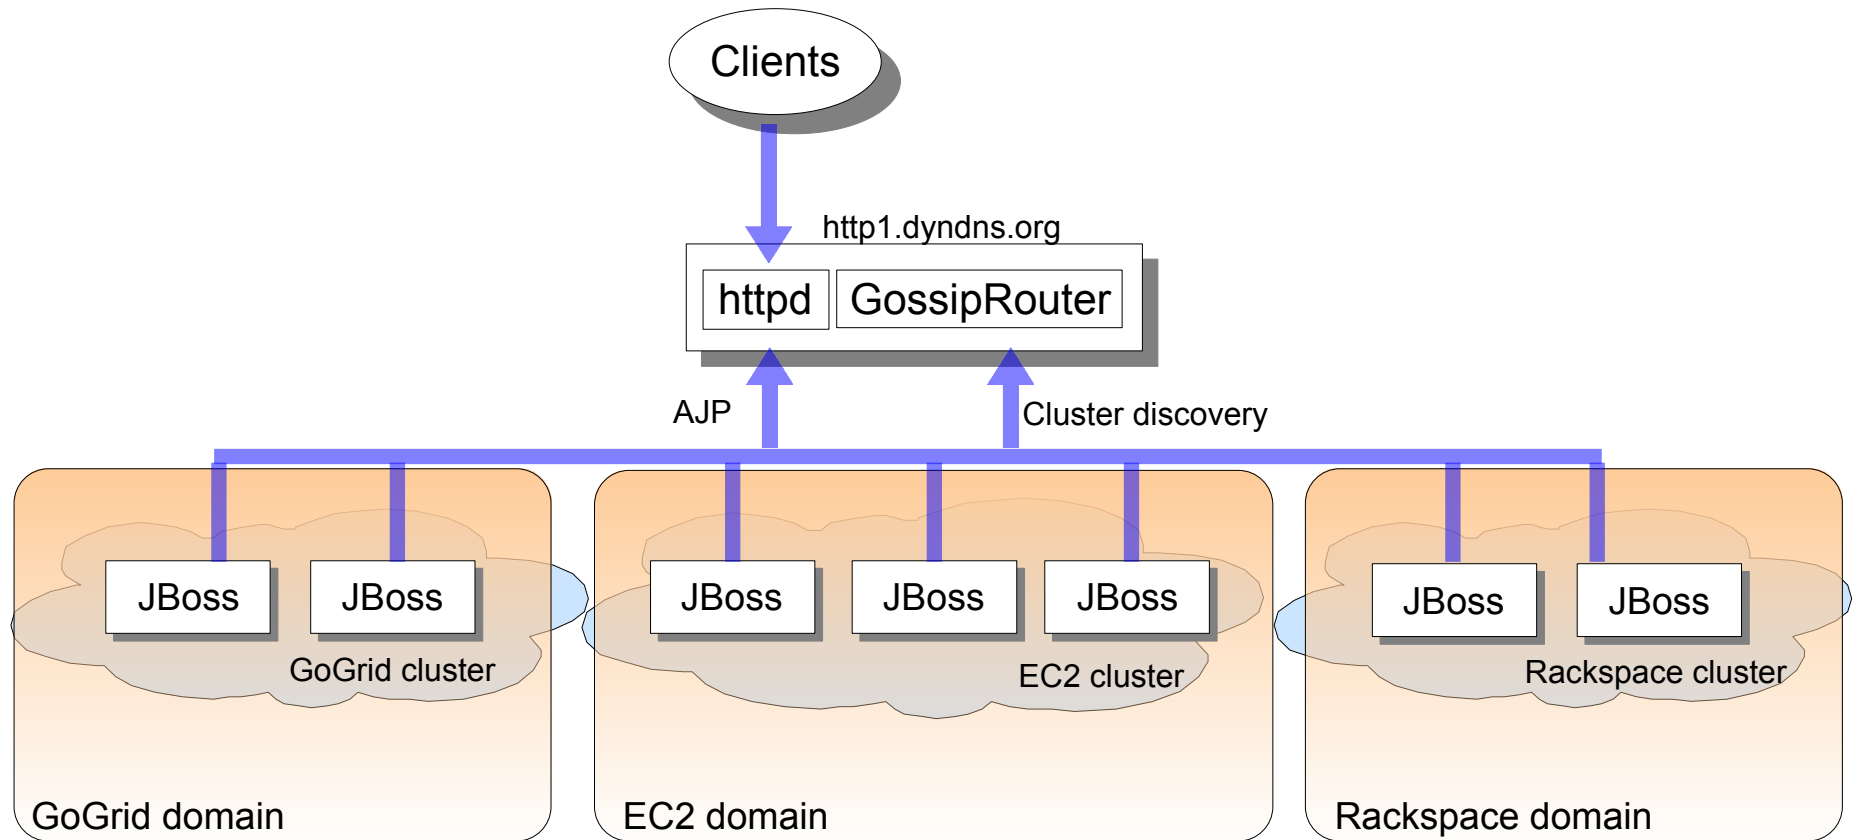 Clients
http1.dyndns.org
httpd
GossipRouter
AJP
Cluster discovery
JBoss
JBoss
JBoss
JBoss
JBoss
JBoss
JBoss
GoGrid cluster
EC2 cluster
Rackspace cluster
GoGrid domain
EC2 domain
Rackspace domain